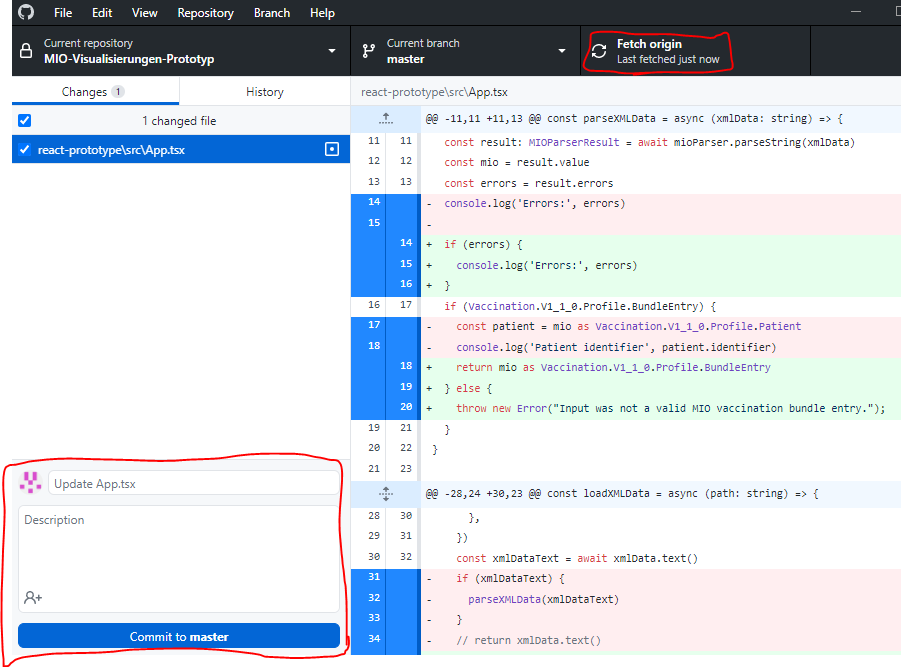 File Edit View Repository Branch Help
Current repository
MIO-Visualisierungen-Prototyp
Current branch
master
Fetch origin
Last fetched just now
Changes 1 History
1 changed file
react-prototype\src\App.tsx
Update App.tsx
Description
Commit to master
react-prototype\src\App.tsx
@@ -11,11 +11,13 @@ const parseXMLData = async (xmlData: string) => {
11 11 const result: MIOParserResult = await mioParser.parseString(xmlData)
12 12 const mio = result.value
13 13 const errors = result.errors
14 - console.log('Errors:', errors)
15 -
14 + if (errors) {
15 + console.log('Errors:', errors)
16 + }
16 17 if (Vaccination.V1_1_0.Profile.BundleEntry) {
17 - const patient = mio as Vaccination.V1_1_0.Profile.Patient
18 - console.log('Patient identifier', patient.identifier)
18 + return mio as Vaccination.V1_1_0.Profile.BundleEntry
19 + } else {
20 + throw new Error("Input was not a valid MIO vaccination bundle entry.");
19 21 }
20 22 }
21 23
@@ -28,24 +30,23 @@ const loadXMLData = async (path: string) => {
28 30 },
29 31 })
30 32 const xmlDataText = await xmlData.text()
31 - if (xmlDataText) {
32 - parseXMLData(xmlDataText)
33 - }
34 - // return xmlData.text()